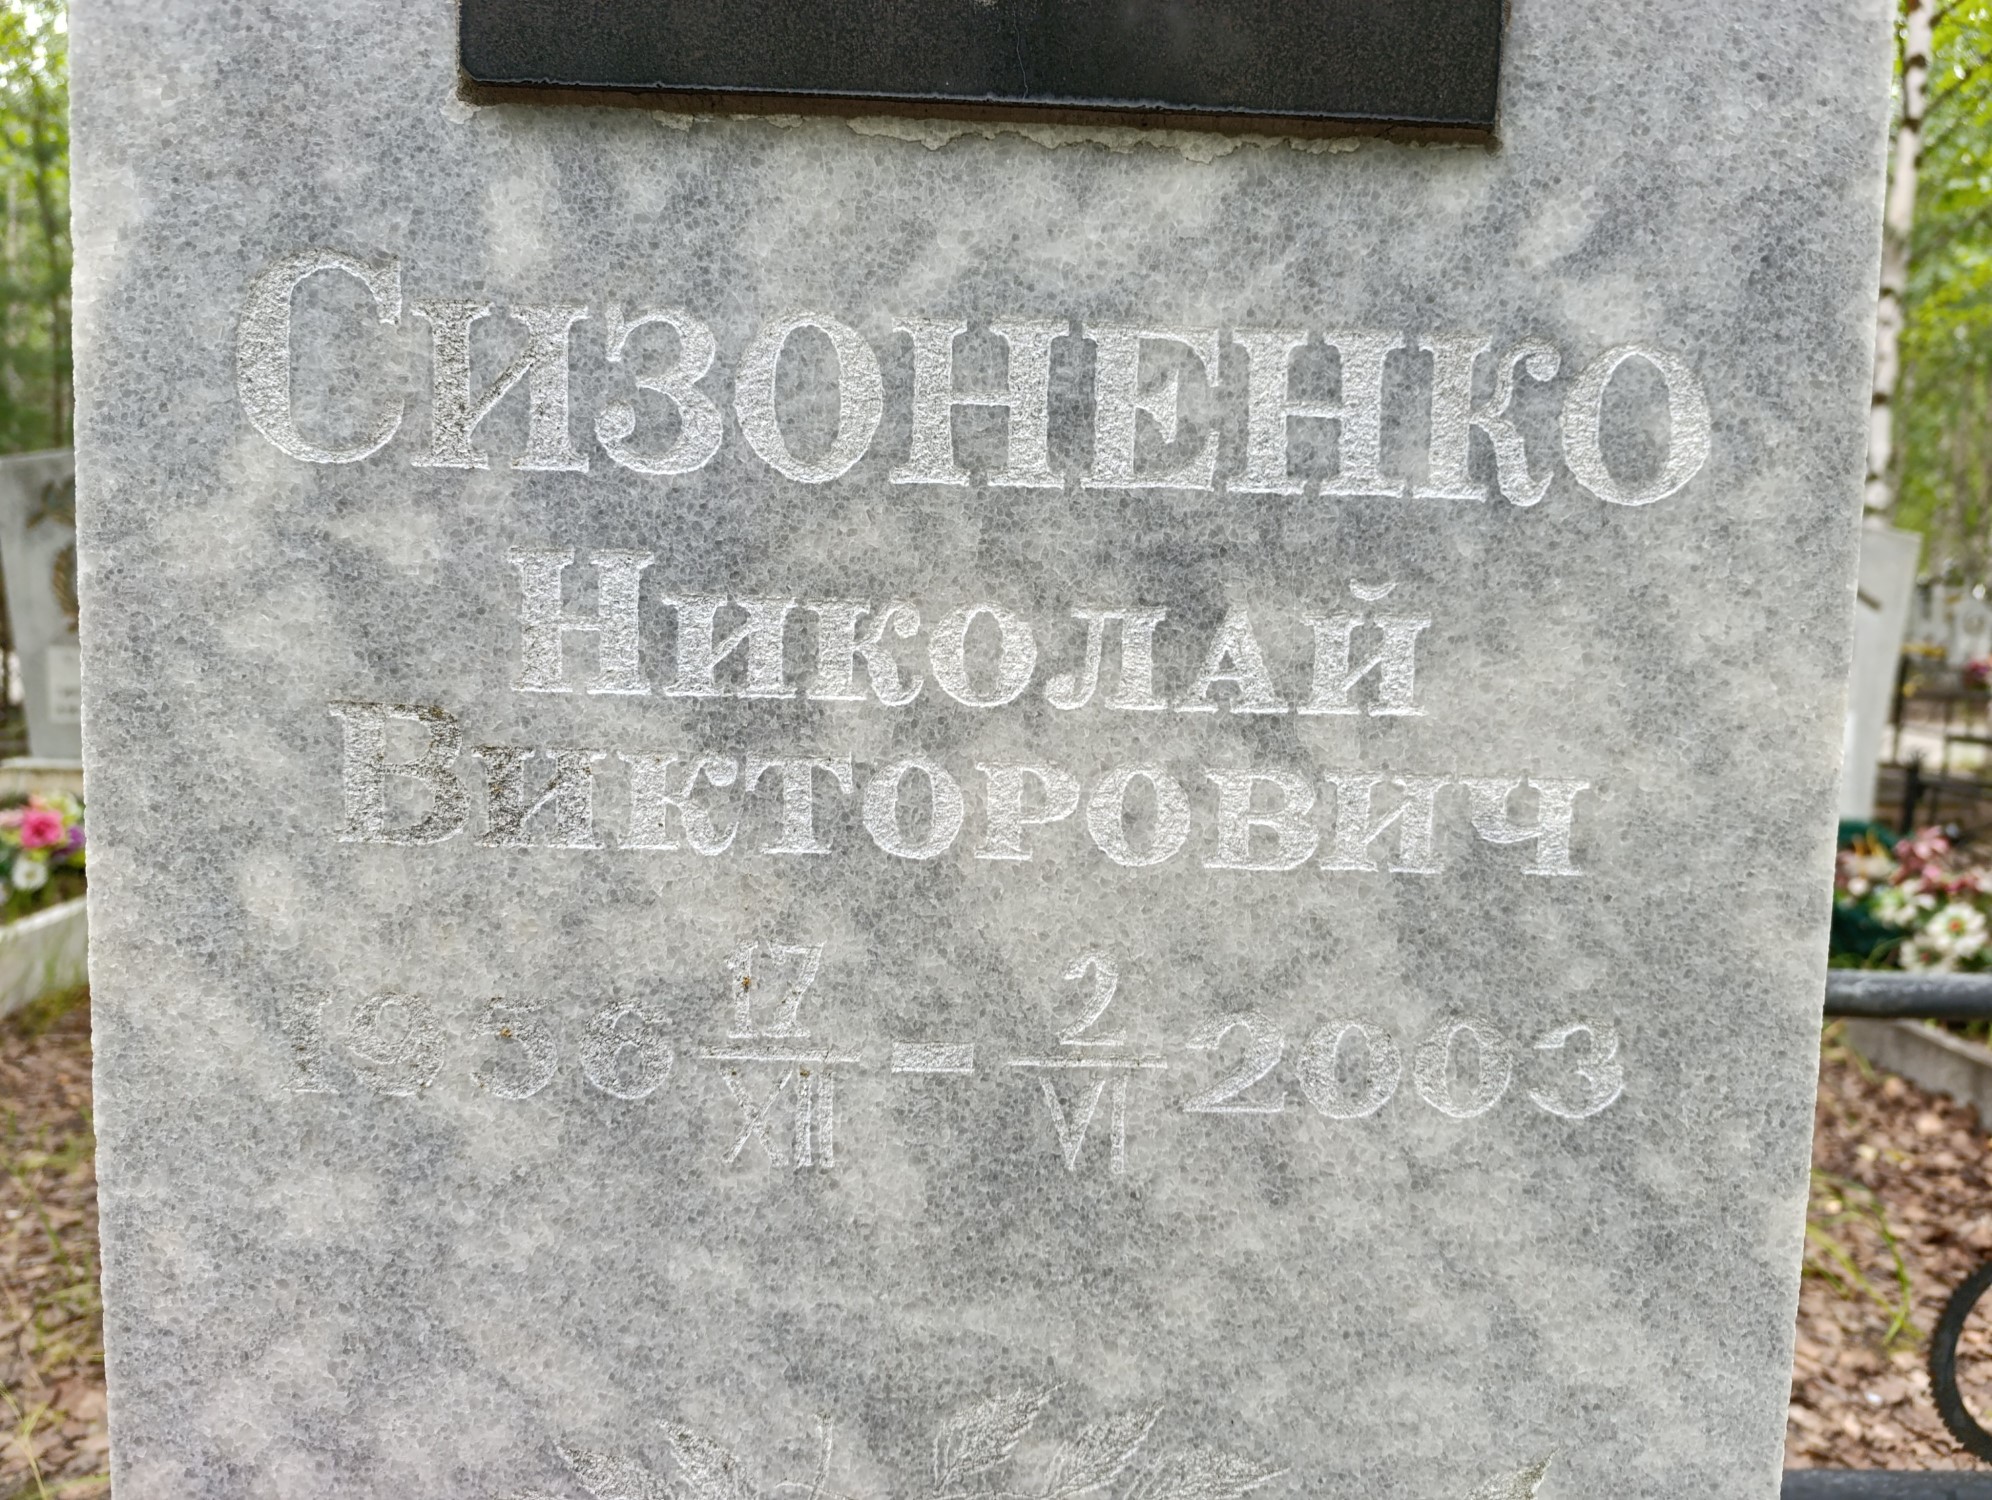 Сизоненко
Николай
Викторович
1956 17/XII - 2/VI 2003